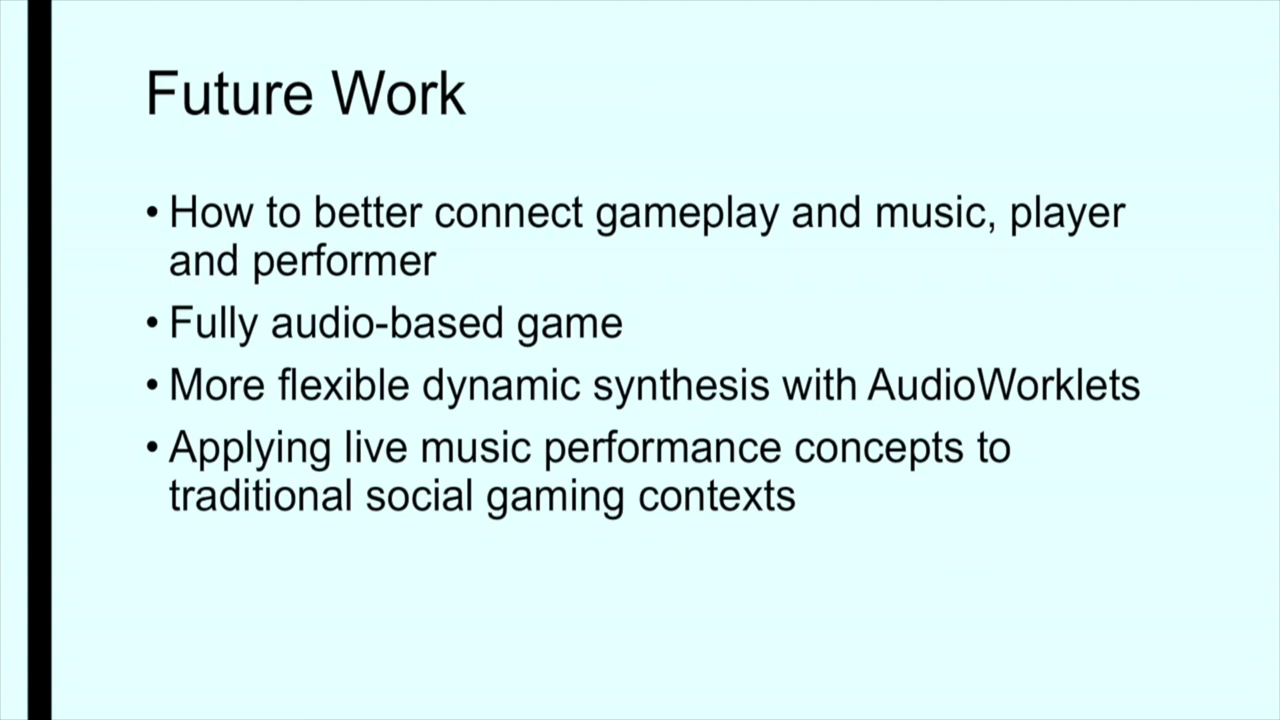 Future Work
• How to better connect gameplay and music, player
and performer
• Fully audio-based game
• More flexible dynamic synthesis with AudioWorklets
• Applying live music performance concepts to
traditional social gaming contexts